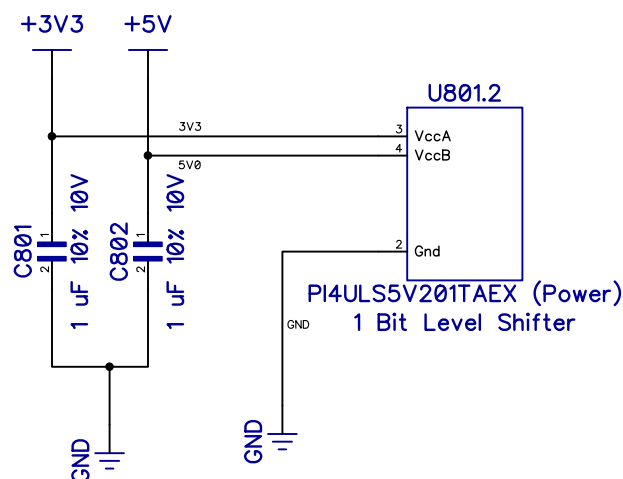 +3V3
+5V
U801.2
3V3
3
VccA
4
VccB
5V0
C801
1
2
1 uF 10% 10V
C802
1
2
1 uF 10% 10V
2
Gnd
PI4ULS5V201TAEX (Power)
1 Bit Level Shifter
GND
GND
GND